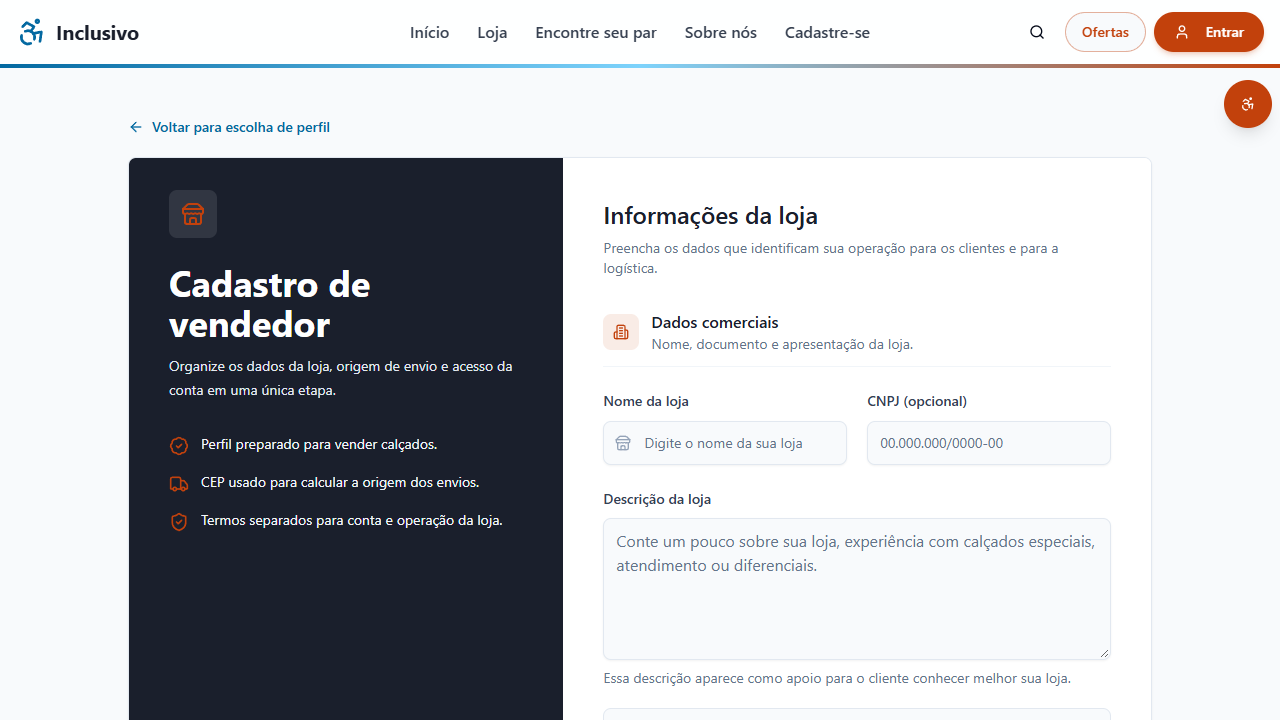 Inclusivo
Início
Loja
Encontre seu par
Sobre nós
Cadastre-se
Ofertas
Entrar
Voltar para escolha de perfil
Cadastro de
vendedor
Organize os dados da loja, origem de envio e acesso da
conta em uma única etapa.
Perfil preparado para vender calçados.
CEP usado para calcular a origem dos envios.
Termos separados para conta e operação da loja.
Informações da loja
Preencha os dados que identificam sua operação para os clientes e para a
logística.
Dados comerciais
Nome, documento e apresentação da loja.
Nome da loja
Digite o nome da sua loja
CNPJ (opcional)
00.000.000/0000-00
Descrição da loja
Conte um pouco sobre sua loja, experiência com calçados especiais,
atendimento ou diferenciais.
Essa descrição aparece como apoio para o cliente conhecer melhor sua loja.